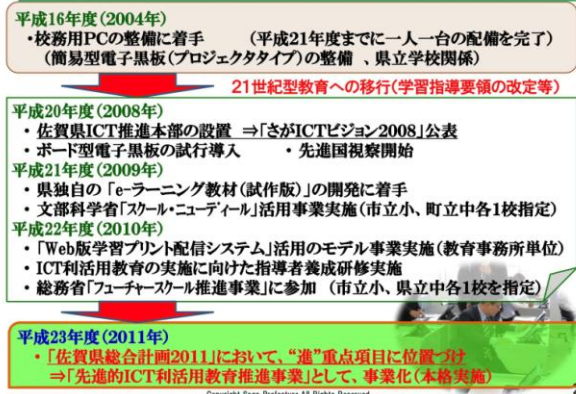 平成16年度(2004年)
・校務用PCの整備に着手　(平成21年度までに一人一台の配備を完了)
(簡易型電子黒板(プロジェクタタイプ)の整備 、県立学校関係)
21世紀型教育への移行(学習指導要領の改定等)
平成20年度(2008年)
・ 佐賀県ICT推進本部の設置 ⇒「さがICTビジョン2008」公表
・ ボード型電子黒板の試行導入　・ 先進国視察開始
平成21年度(2009年)
・ 県独自の「e-ラーニング教材(試作版)」の開発に着手
・ 文部科学省「スクール・ニューディール」活用事業実施(市立小、町立中各1校指定)
平成22年度(2010年)
・ 「Web版学習プリント配信システム」活用のモデル事業実施(教育事務所単位)
・ ICT利活用教育の実施に向けた指導者養成研修実施
・ 総務省「フューチャースクール推進事業」に参加 (市立小、県立中各1校を指定)
平成23年度(2011年)
・ 「佐賀県総合計画2011」において、“進”重点項目に位置づけ
⇒「先進的ICT利活用教育推進事業」として、事業化(本格実施)
Copyright Saga Prefecture All Rights Reserved